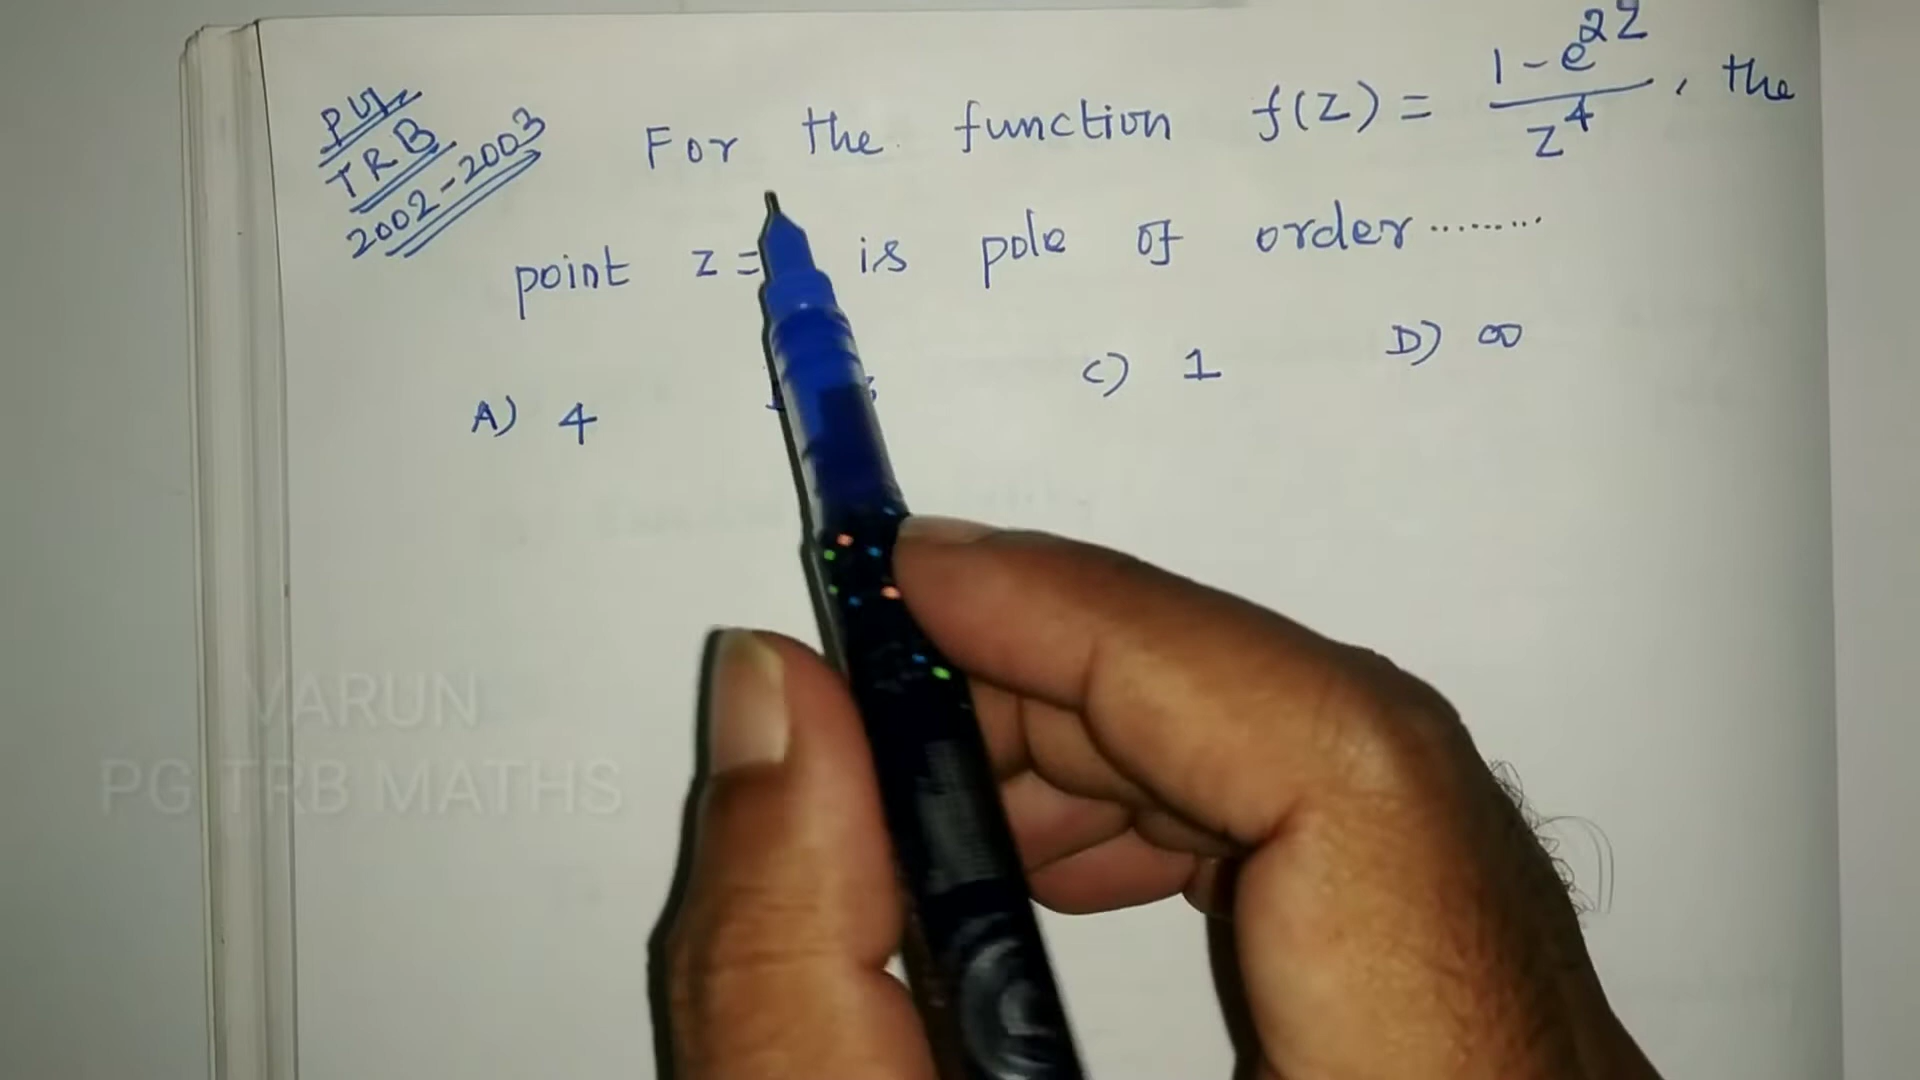 PG
TRB
2002-2003
For the function f(z) = (1-e^{2z})/z^4, the
point z= is pole of order ........
A) 4 C) 1 D) ∞
VARUN
PG TRB MATHS